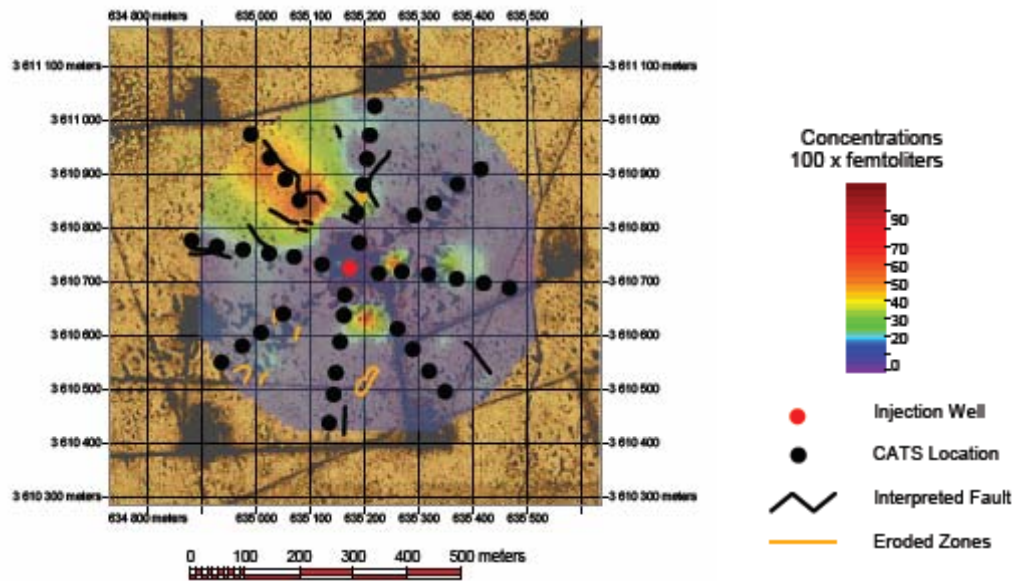 634 800 meters 635 000 635 100 635 200 635 300 635 400 635 500
3 611 100 meters 3 611 100 meters
3 611 000 3 611 000
3 610 900 3 610 900
3 610 800 3 610 800
3 610 700 3 610 700
3 610 600 3 610 600
3 610 500 3 610 500
3 610 400 3 610 400
3 610 300 meters 3 610 300 meters
634 800 meters 635 000 635 100 635 200 635 300 635 400 635 500
0 100 200 300 400 500 meters
Concentrations
100 x femtoliters
90
70
60
50
40
30
20
0
Injection Well
CATS Location
Interpreted Fault
Eroded Zones